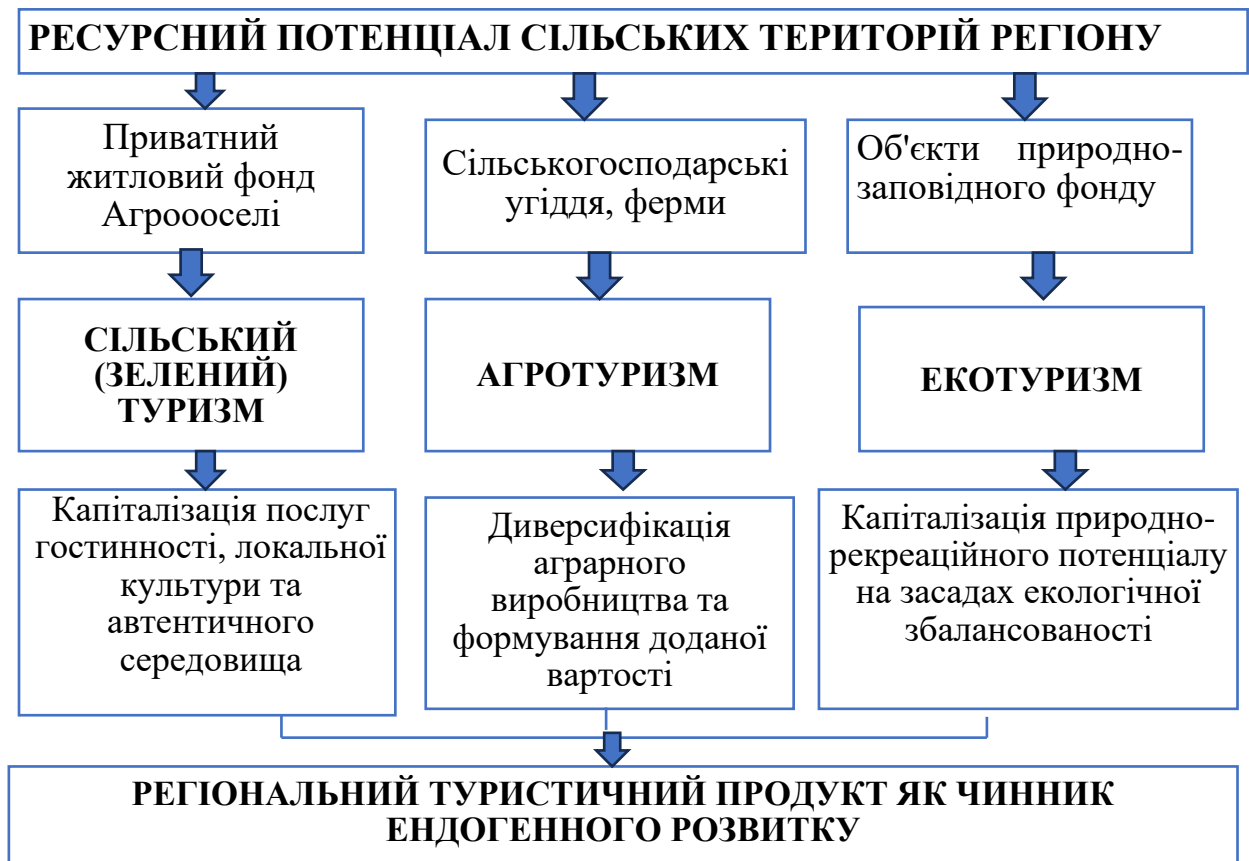 РЕСУРСНИЙ ПОТЕНЦІАЛ СІЛЬСЬКИХ ТЕРИТОРІЙ РЕГІОНУ
Приватний
житловий фонд
Агроооселі
Сільськогосподарські
угіддя, ферми
Об'єкти природно-
заповідного фонду
СІЛЬСЬКИЙ
(ЗЕЛЕНИЙ)
ТУРИЗМ
АГРОТУРИЗМ
ЕКОТУРИЗМ
Капіталізація послуг
гостинності, локальної
культури та
автентичного
середовища
Диверсифікація
аграрного
виробництва та
формування доданої
вартості
Капіталізація природно-
рекреаційного потенціалу
на засадах екологічної
збалансованості
РЕГІОНАЛЬНИЙ ТУРИСТИЧНИЙ ПРОДУКТ ЯК ЧИННИК
ЕНДОГЕННОГО РОЗВИТКУ